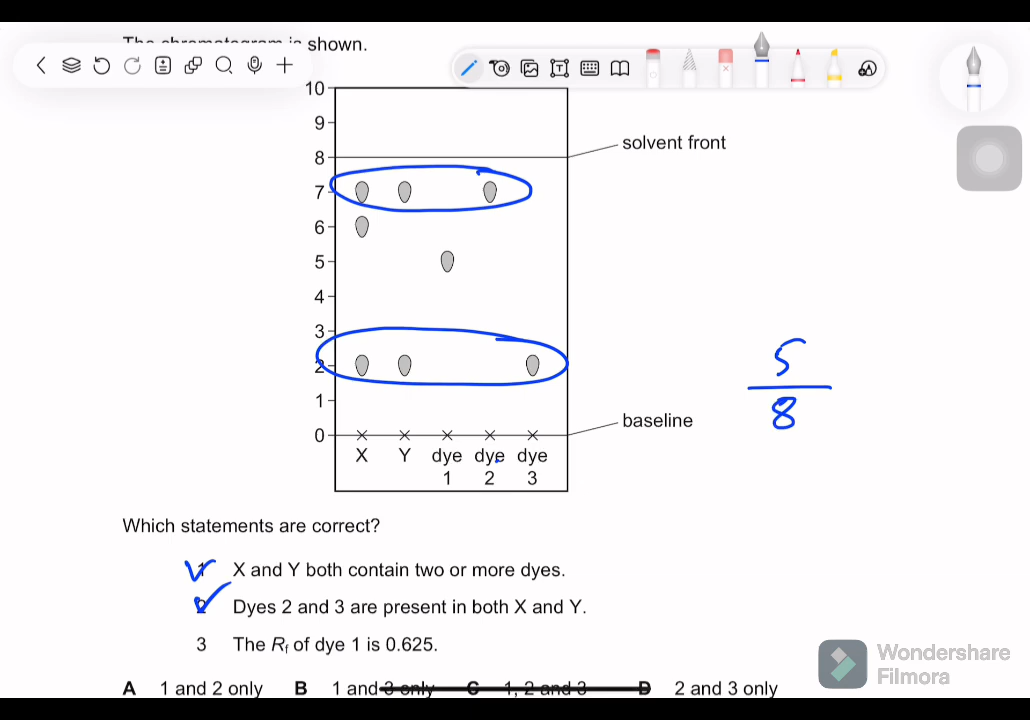 The chromatogram is shown.
10
9
8
solvent front
7
6
5
4
3
2
1
0
baseline
X Y dye dye dye
1 2 3
5
8
Which statements are correct?
1 X and Y both contain two or more dyes.
2 Dyes 2 and 3 are present in both X and Y.
3 The Rf of dye 1 is 0.625.
A 1 and 2 only B 1 and 3 only C 1, 2 and 3 D 2 and 3 only
Wondershare
Filmora